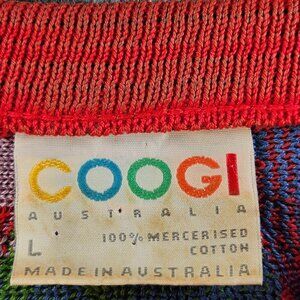 COOGI
AUSTRALIA
L 100% MERCERISED
COTTON
MADE IN AUSTRALIA